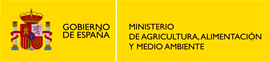 GOBIERNO
DE ESPAÑA
MINISTERIO
DE AGRICULTURA, ALIMENTACIÓN
Y MEDIO AMBIENTE